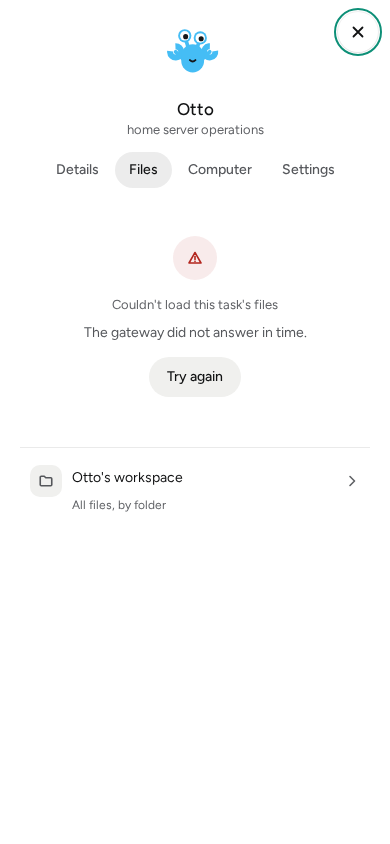 Otto
home server operations
Details Files Computer Settings
Couldn't load this task's files
The gateway did not answer in time.
Try again
Otto's workspace
All files, by folder